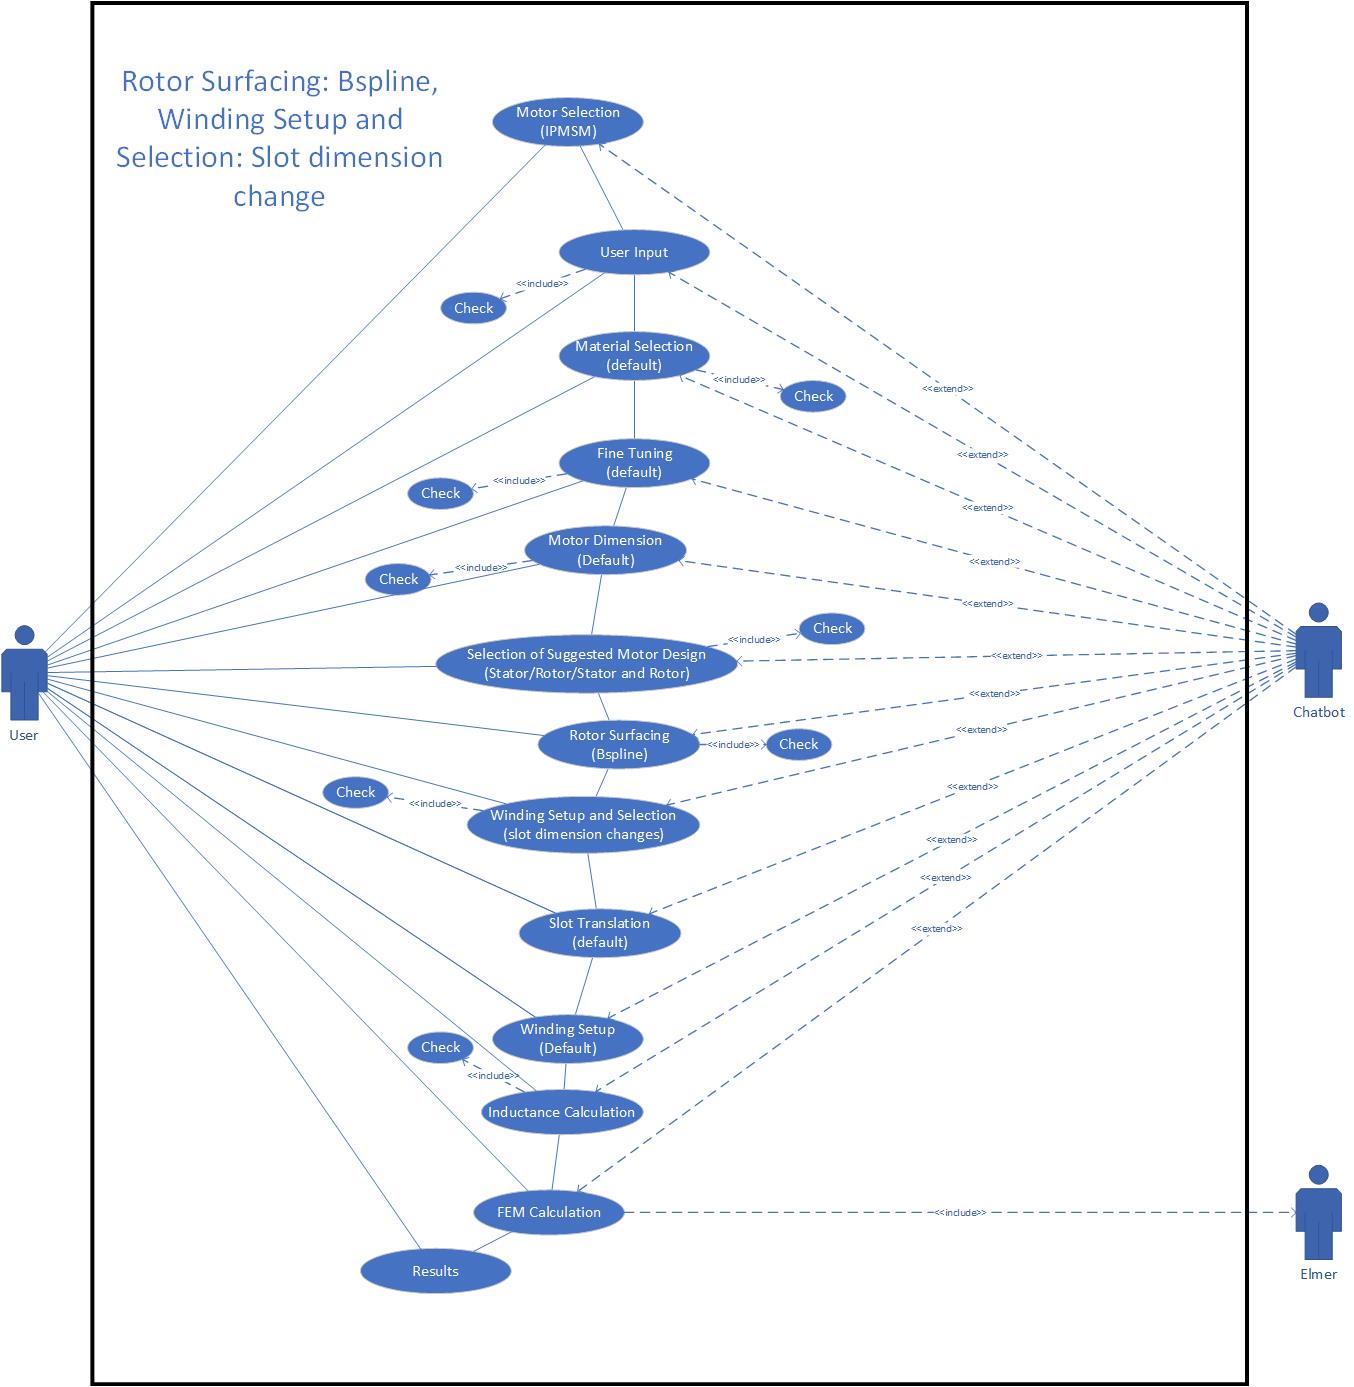 Rotor Surfacing: Bspline,
Winding Setup and
Selection: Slot dimension
change
Motor Selection
(IPMSM)
User Input
<<include>>
Check
Material Selection
(default)
<<include>>
Check
<<extend>>
<<extend>>
Fine Tuning
(default)
<<include>>
Check
<<extend>>
Motor Dimension
(Default)
<<include>>
Check
<<extend>>
<<extend>>
Selection of Suggested Motor Design
(Stator/Rotor/Stator and Rotor)
<<include>>
Check
<<extend>>
<<extend>>
User
Chatbot
Rotor Surfacing
(Bspline)
<<include>>
Check
<<extend>>
Check
<<include>>
Winding Setup and Selection
(slot dimension changes)
<<extend>>
<<extend>>
<<extend>>
<<extend>>
Slot Translation
(default)
Winding Setup
(Default)
Check
<<include>>
Inductance Calculation
FEM Calculation
<<include>>
Elmer
Results